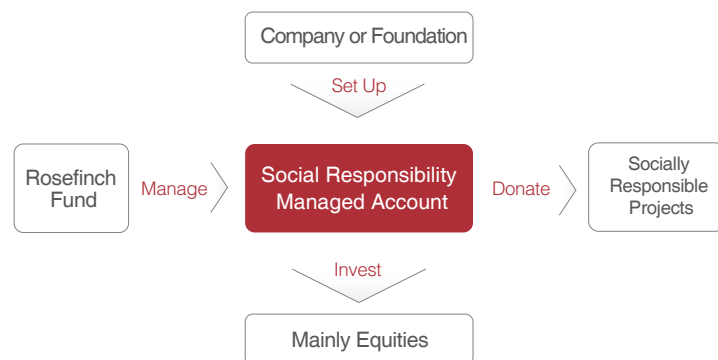 Company or Foundation
Set Up
Rosefinch
Fund
Manage
Social Responsibility
Managed Account
Donate
Socially
Responsible
Projects
Invest
Mainly Equities